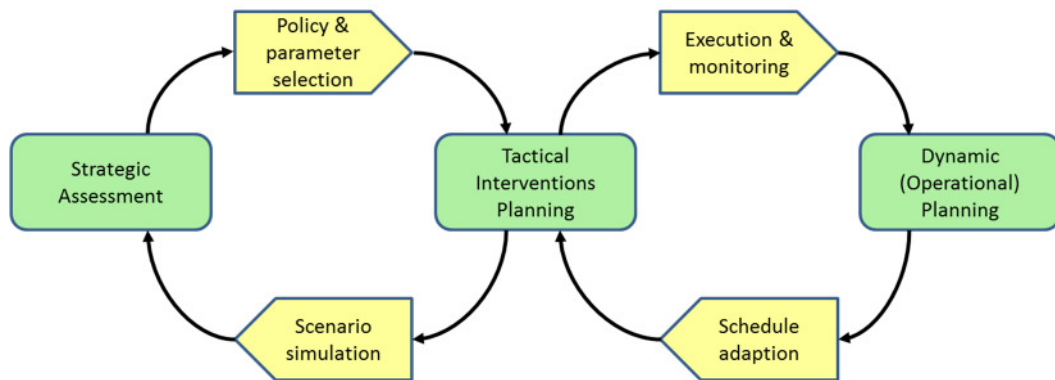 Policy &
parameter
selection
Execution &
monitoring
Strategic
Assessment
Tactical
Interventions
Planning
Dynamic
(Operational)
Planning
Scenario
simulation
Schedule
adaption